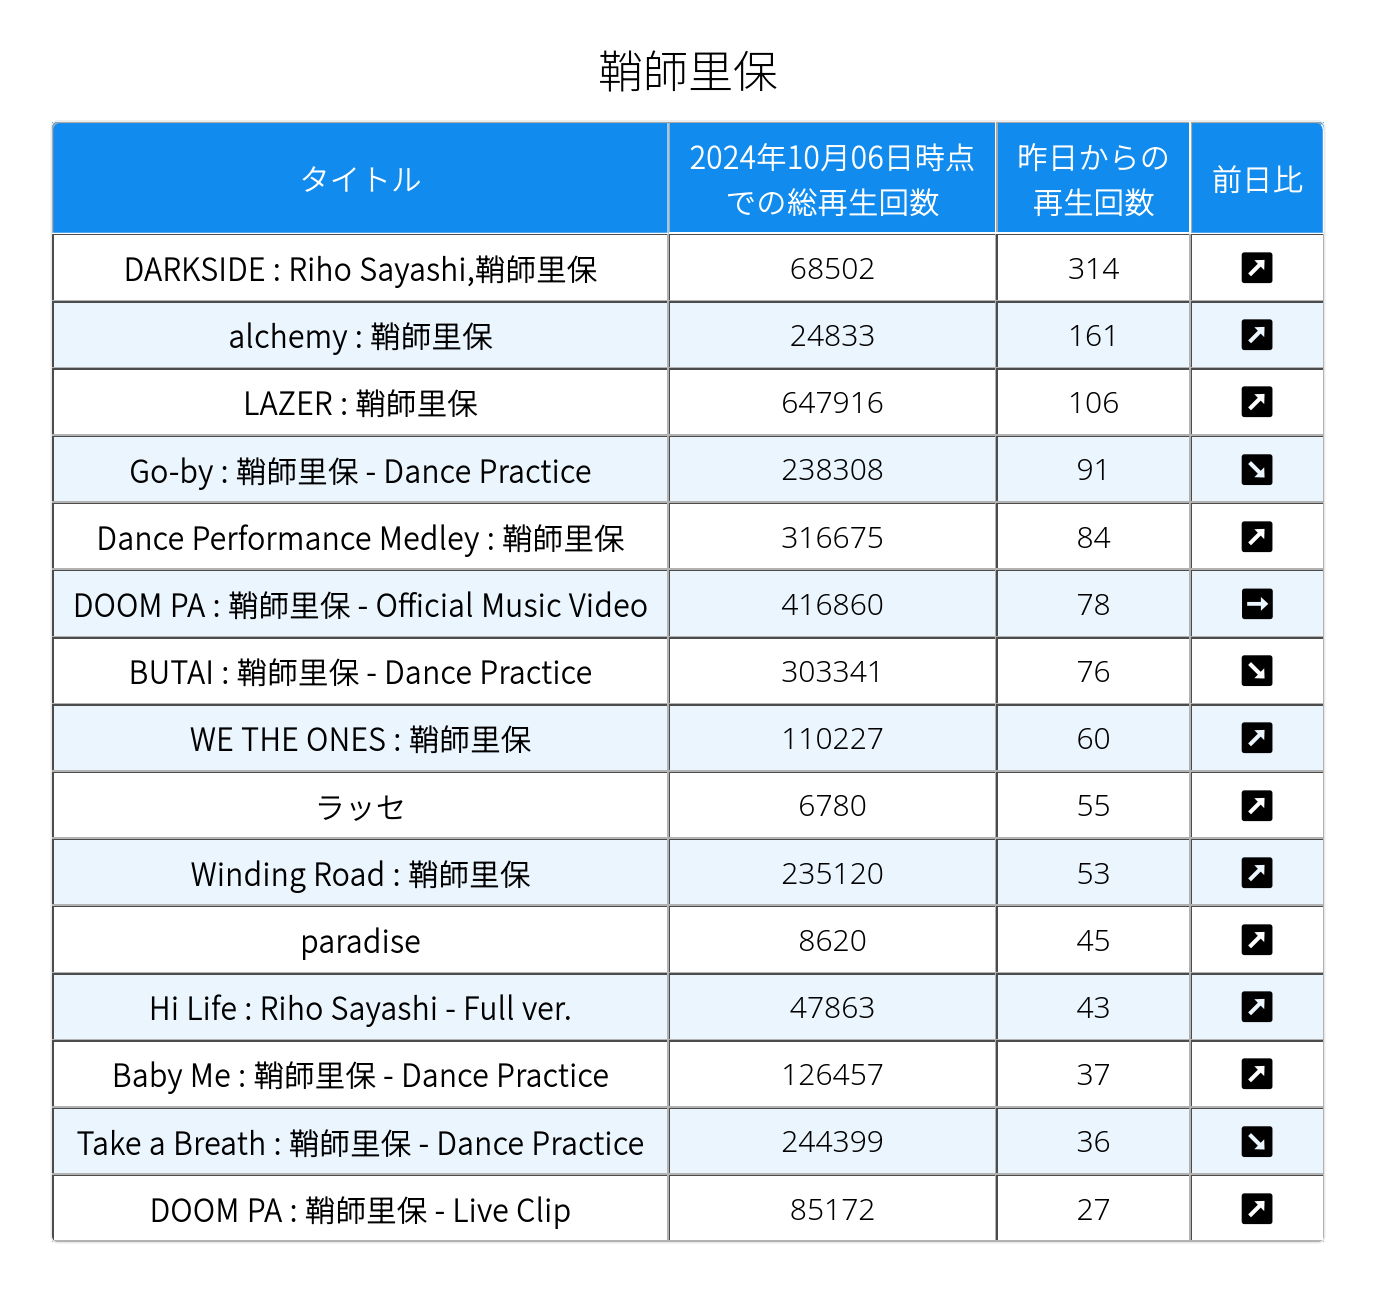 鞘師里保
タイトル
2024年10月06日時点
での総再生回数
昨日からの
再生回数
前日比
DARKSIDE : Riho Sayashi,鞘師里保 68502 314 ↗
alchemy : 鞘師里保 24833 161 ↗
LAZER : 鞘師里保 647916 106 ↗
Go-by : 鞘師里保 - Dance Practice 238308 91 ↘
Dance Performance Medley : 鞘師里保 316675 84 ↗
DOOM PA : 鞘師里保 - Official Music Video 416860 78 →
BUTAI : 鞘師里保 - Dance Practice 303341 76 ↘
WE THE ONES : 鞘師里保 110227 60 ↗
ラッセ 6780 55 ↗
Winding Road : 鞘師里保 235120 53 ↗
paradise 8620 45 ↗
Hi Life : Riho Sayashi - Full ver. 47863 43 ↗
Baby Me : 鞘師里保 - Dance Practice 126457 37 ↗
Take a Breath : 鞘師里保 - Dance Practice 244399 36 ↘
DOOM PA : 鞘師里保 - Live Clip 85172 27 ↗